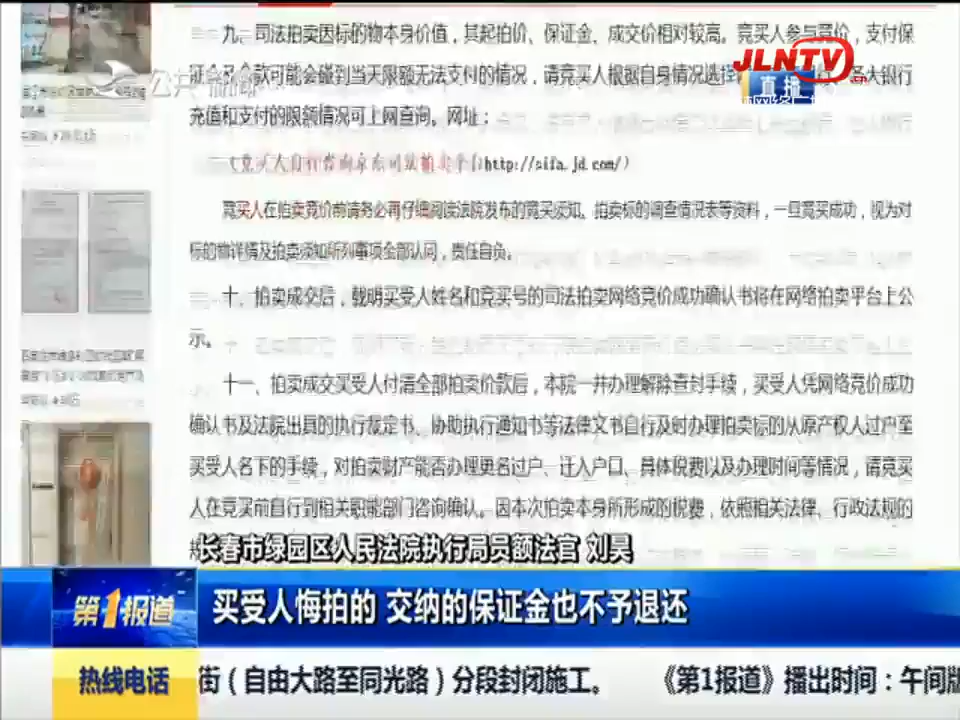 九、司法拍卖因标的物本身价值，其起拍价、保证金、成交价相对较高。竞买人参与竞价，支付保
证金及余款可能会碰到当天限额无法支付的情况，请竞买人根据自身情况选择 各大银行
充值和支付的限额情况可上网查询。网址：
http://sifa.jd.com/）
竞买人在拍卖竞价前请务必再仔细阅读法院发布的竞买须知、拍卖标的调查情况表等资料，一旦竞买成功，视为对
标的物详情及拍卖须知所列事项全部认同，责任自负。
十、拍卖成交后，载明买受人姓名和竞买号的司法拍卖网络竞价成功确认书将在网络拍卖平台上公
示。
十一、拍卖成交买受人付清全部拍卖价款后，本院一并办理解除查封手续，买受人凭网络竞价成功
确认书及法院出具的执行裁定书、协助执行通知书等法律文书自行及时办理拍卖标的从原产权人过户至
买受人名下的手续，对拍卖财产能否办理更名过户、迁入户口、具体税费以及办理时间等情况，请竞买
人在竞买前自行到相关职能部门咨询确认。因本次拍卖本身所形成的税费，依照相关法律、行政法规的
JLNTV
直播
公共新闻
长春市绿园区人民法院执行局员额法官 刘昊
第1报道
买受人悔拍的 交纳的保证金也不予退还
热线电话
街（自由大路至同光路）分段封闭施工。 《第1报道》播出时间：午间版